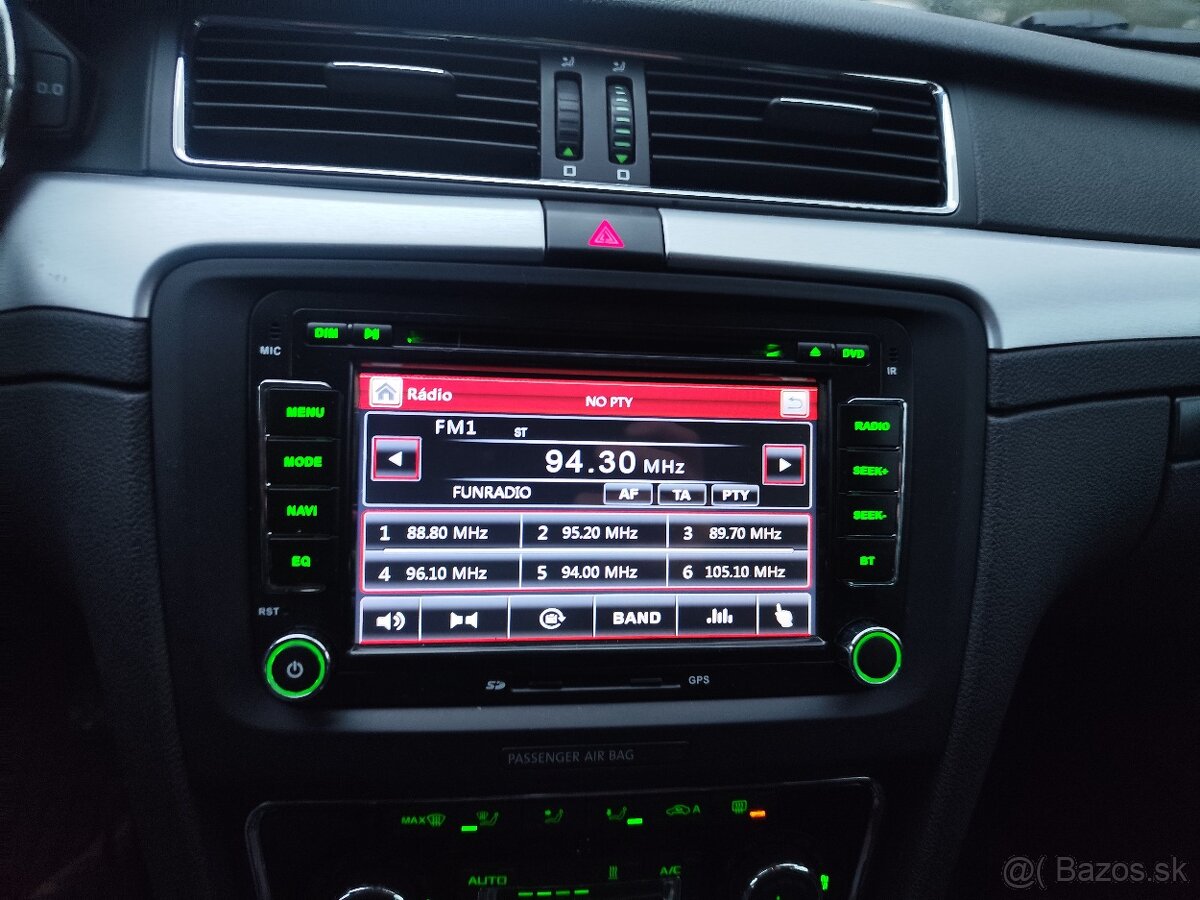 0.0
DIM
DVD
MIC
IR
Rádio
NO PTY
MENU
MODE
NAVI
EQ
RADIO
SEEK+
SEEK-
BT
FM1
ST
94.30 MHz
FUNRADIO
AF
TA
PTY
1 88.80 MHz
2 95.20 MHz
3 89.70 MHz
4 96.10 MHz
5 94.00 MHz
6 105.10 MHz
BAND
RST
SD
GPS
PASSENGER AIR BAG
MAX
A
AUTO
A/C
@( Bazos.sk